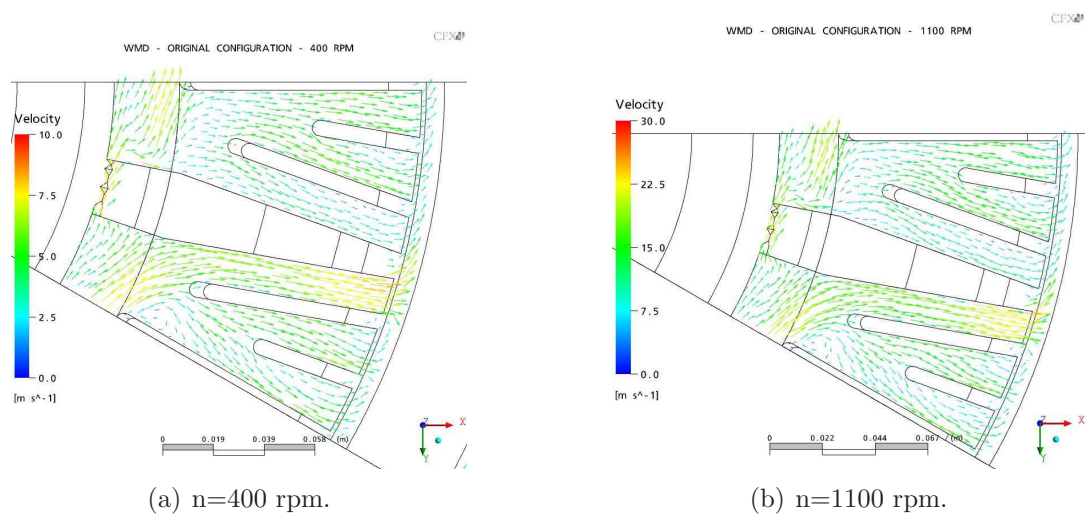 CFX
WMD - ORIGINAL CONFIGURATION - 400 RPM
Velocity
10.0
7.5
5.0
2.5
0.0
[m s^-1]
0 0.019 0.039 0.058 (m)
Z X
Y
(a) n=400 rpm.
CFX
WMD - ORIGINAL CONFIGURATION - 1100 RPM
Velocity
30.0
22.5
15.0
7.5
0.0
[m s^-1]
0 0.022 0.044 0.067 (m)
Z X
Y
(b) n=1100 rpm.